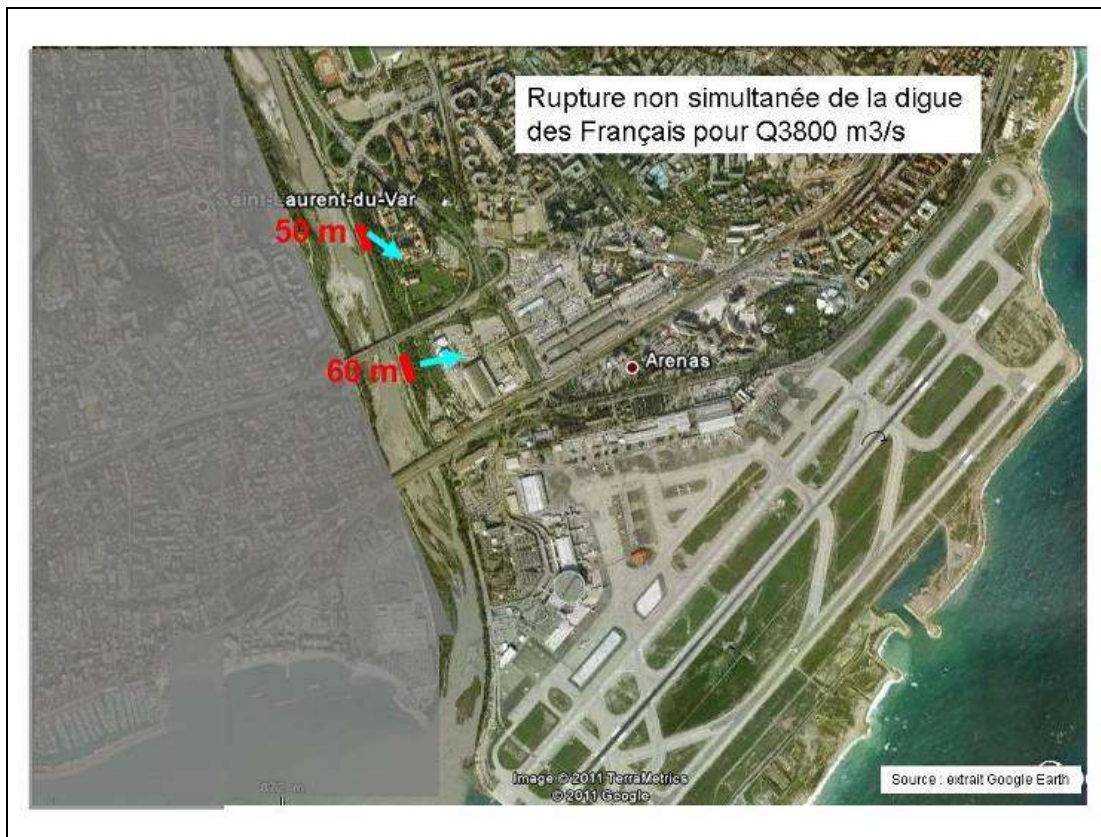 Rupture non simultanée de la digue
des Français pour Q3800 m3/s
Saint-Laurent-du-Var
50 m
60 m
Arenas
Image © 2011 TerraMetrics
© 2011 Google
Source : extrait Google Earth